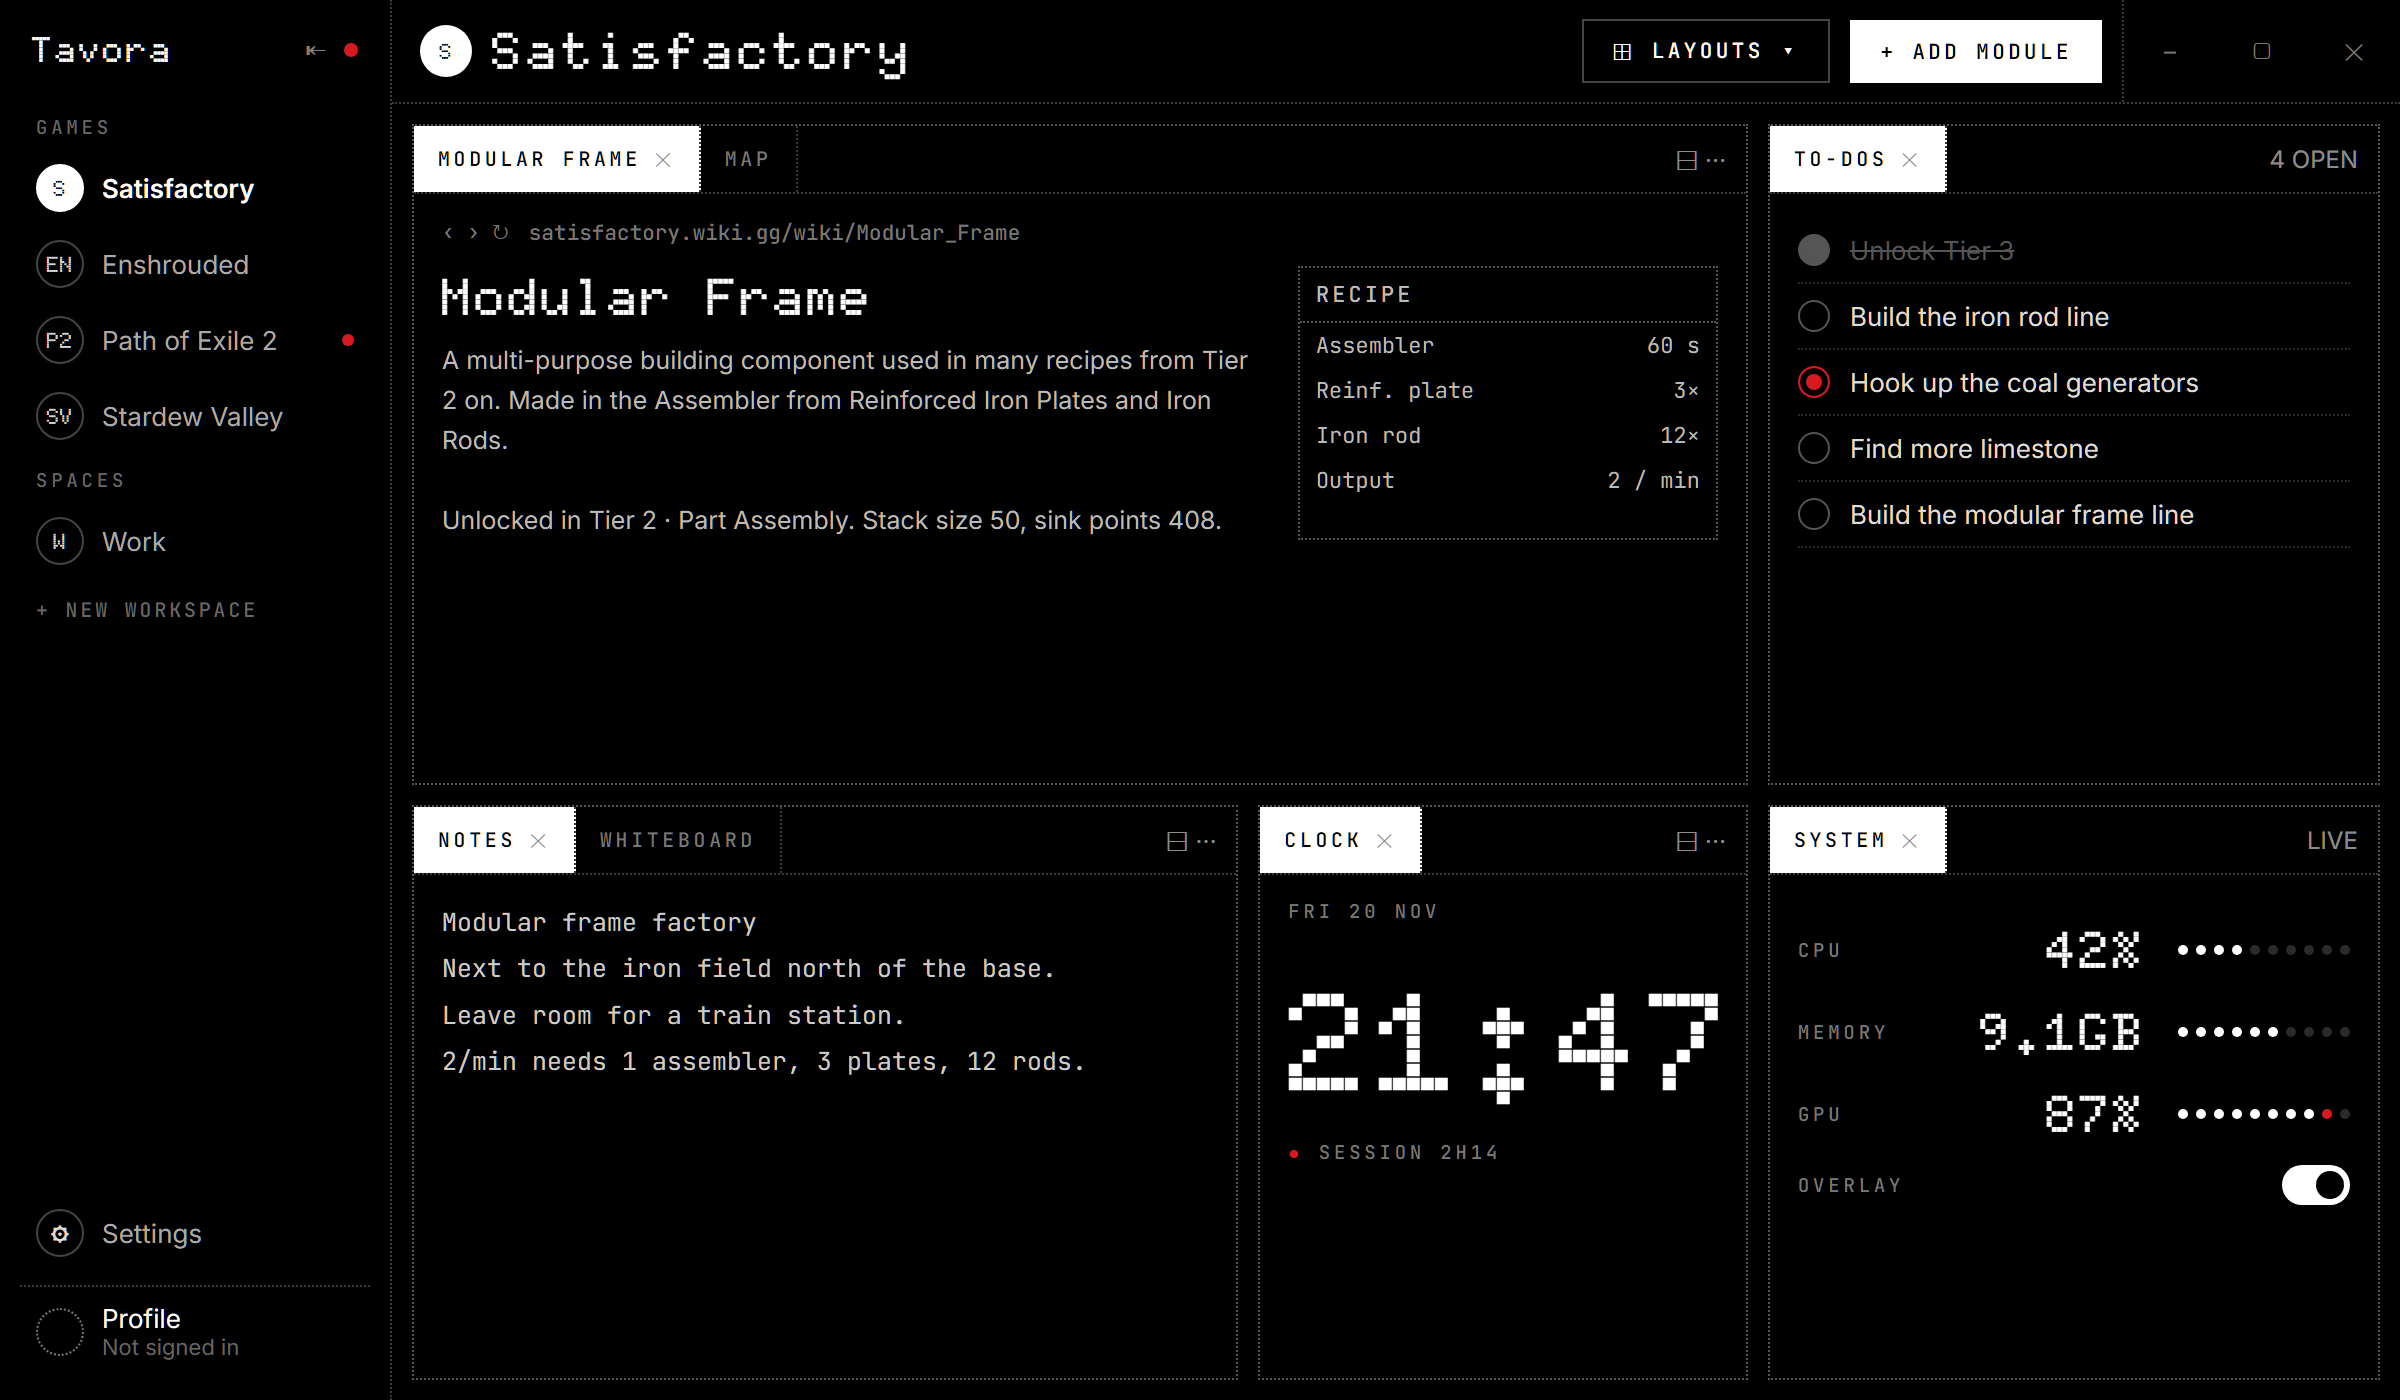 Tavora
GAMES
S Satisfactory
EN Enshrouded
P2 Path of Exile 2
SV Stardew Valley
SPACES
W Work
+ NEW WORKSPACE
Settings
Profile
Not signed in
S Satisfactory
LAYOUTS
+ ADD MODULE
MODULAR FRAME
MAP
satisfactory.wiki.gg/wiki/Modular_Frame
Modular Frame
A multi-purpose building component used in many recipes from Tier
2 on. Made in the Assembler from Reinforced Iron Plates and Iron
Rods.
Unlocked in Tier 2 · Part Assembly. Stack size 50, sink points 408.
RECIPE
Assembler 60 s
Reinf. plate 3×
Iron rod 12×
Output 2 / min
TO-DOS
4 OPEN
Unlock Tier 3
Build the iron rod line
Hook up the coal generators
Find more limestone
Build the modular frame line
NOTES
WHITEBOARD
Modular frame factory
Next to the iron field north of the base.
Leave room for a train station.
2/min needs 1 assembler, 3 plates, 12 rods.
CLOCK
FRI 20 NOV
21:47
SESSION 2H14
SYSTEM
LIVE
CPU 42%
MEMORY 9.1GB
GPU 87%
OVERLAY